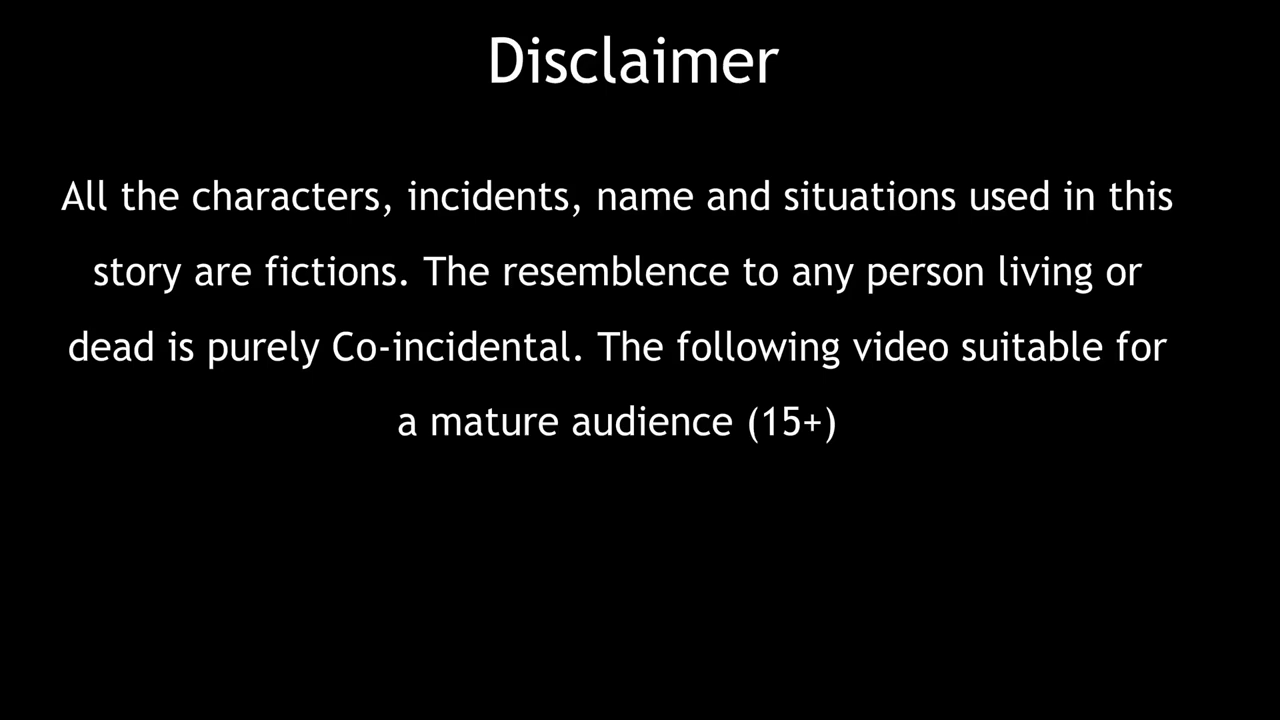 Disclaimer
All the characters, incidents, name and situations used in this
story are fictions. The resemblence to any person living or
dead is purely Co-incidental. The following video suitable for
a mature audience (15+)